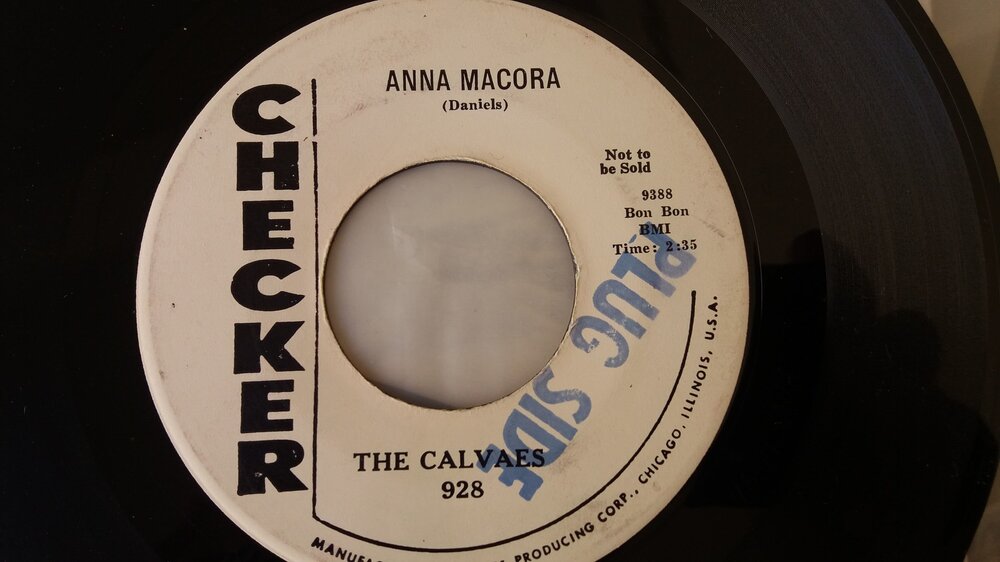 CHECKER
ANNA MACORA
(Daniels)
Not to
be Sold
9388
Bon Bon
BMI
Time: 2:35
PLUG SIDE
THE CALVAES
928
PRODUCING CORP., CHICAGO, ILLINOIS, U.S.A.